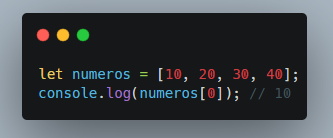 let numeros = [10, 20, 30, 40];
console.log(numeros[0]); // 10